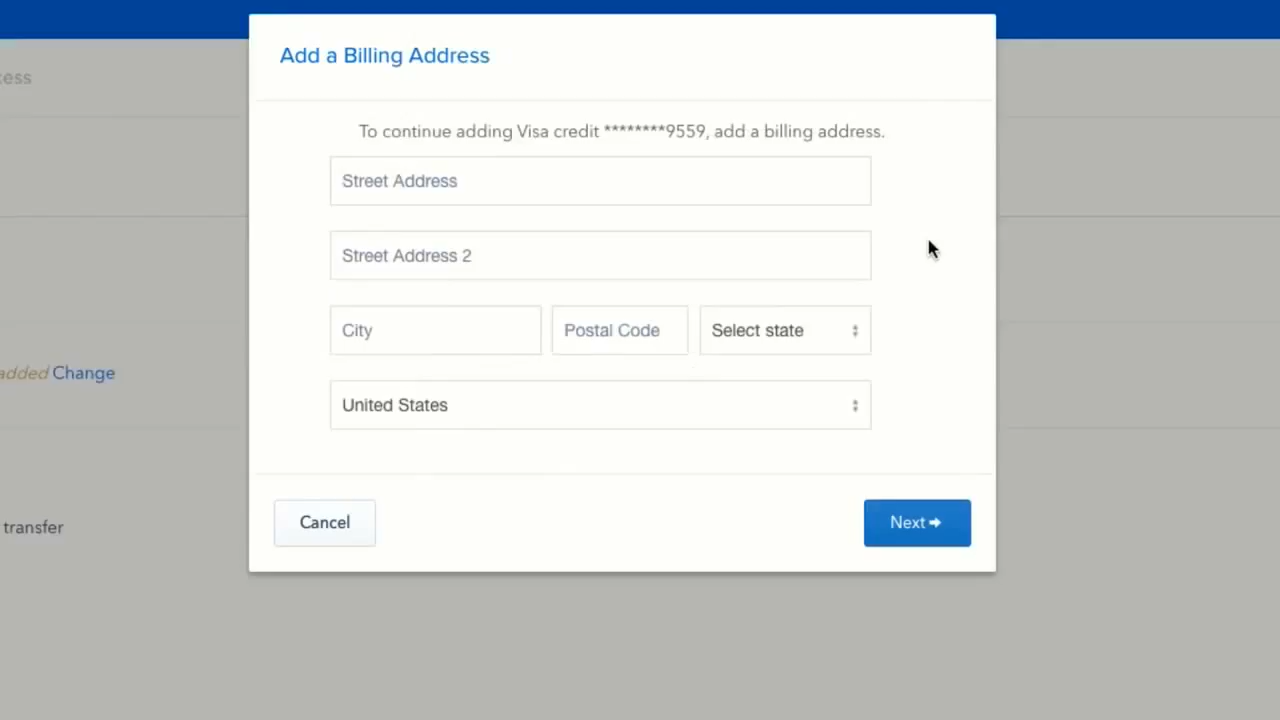 Add a Billing Address
To continue adding Visa credit ********9559, add a billing address.
Street Address
Street Address 2
City
Postal Code
Select state
added Change
United States
transfer
Cancel
Next